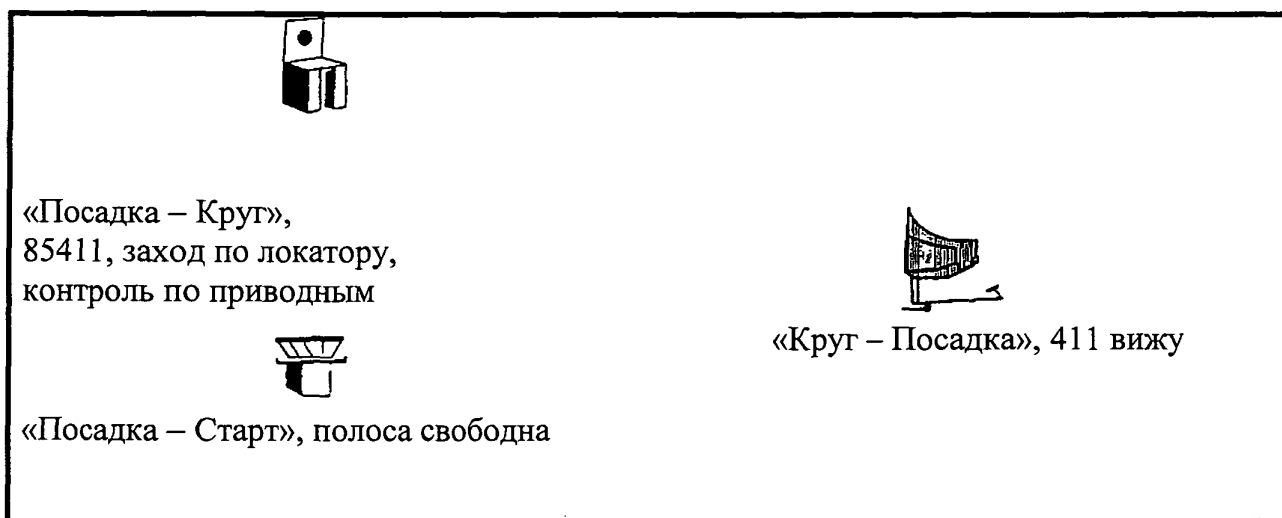 «Посадка – Круг»,
85411, заход по локатору,
контроль по приводным
«Круг – Посадка», 411 вижу
«Посадка – Старт», полоса свободна